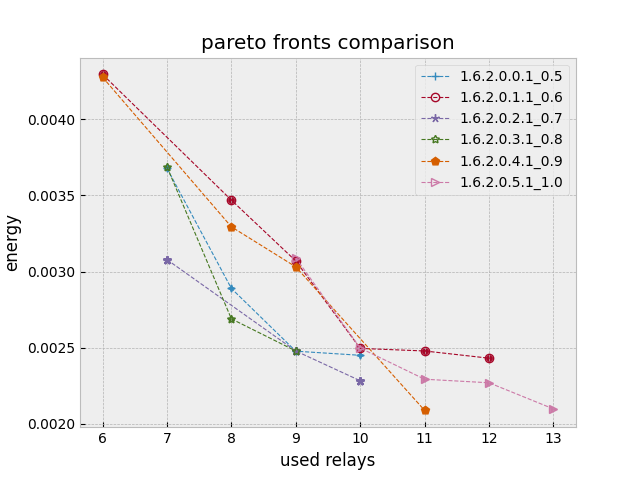 pareto fronts comparison
1.6.2.0.0.1_0.5
1.6.2.0.1.1_0.6
1.6.2.0.2.1_0.7
1.6.2.0.3.1_0.8
1.6.2.0.4.1_0.9
1.6.2.0.5.1_1.0
0.0040
0.0035
0.0030
0.0025
0.0020
energy
6 7 8 9 10 11 12 13
used relays